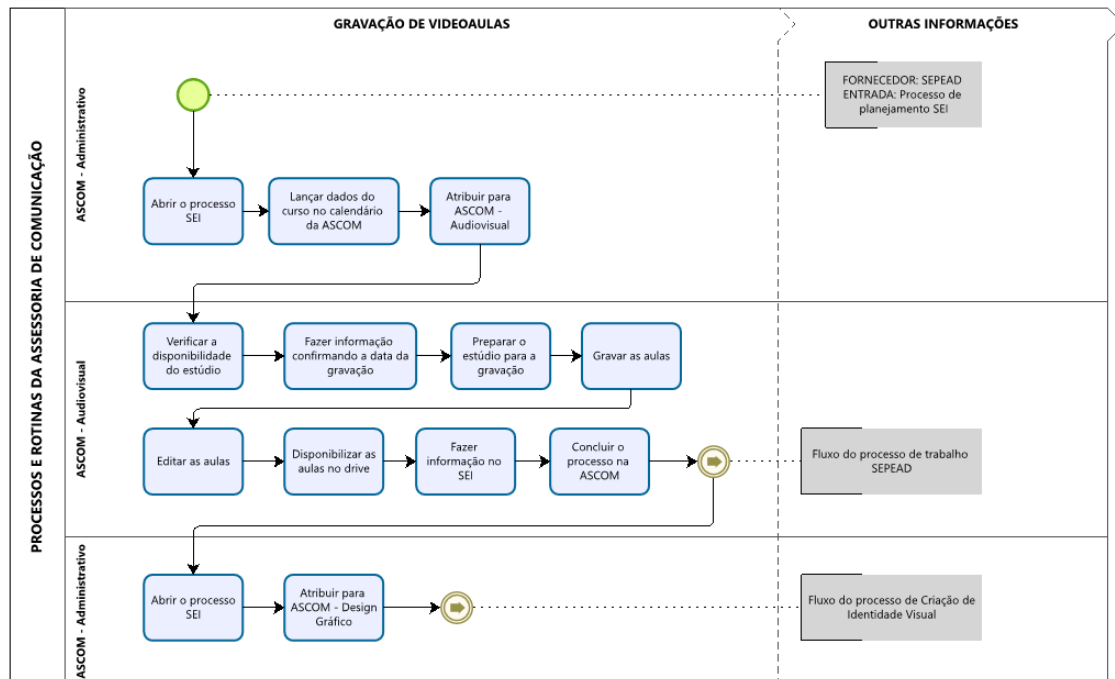 GRAVAÇÃO DE VIDEOAULAS
OUTRAS INFORMAÇÕES
PROCESSOS E ROTINAS DA ASSESSORIA DE COMUNICAÇÃO
ASCOM - Administrativo
FORNECEDOR: SEPEAD
ENTRADA: Processo de
planejamento SEI
Abrir o processo
SEI
Lançar dados do
curso no calendário
da ASCOM
Atribuir para
ASCOM -
Audiovisual
ASCOM - Audiovisual
Verificar a
disponibilidade
do estúdio
Fazer informação
confirmando a data da
gravação
Preparar o
estúdio para a
gravação
Gravar as aulas
Editar as aulas
Disponibilizar as
aulas no drive
Fazer
informação no
SEI
Concluir o
processo na
ASCOM
Fluxo do processo de trabalho
SEPEAD
ASCOM - Administrativo
Abrir o processo
SEI
Atribuir para
ASCOM - Design
Gráfico
Fluxo do processo de Criação de
Identidade Visual